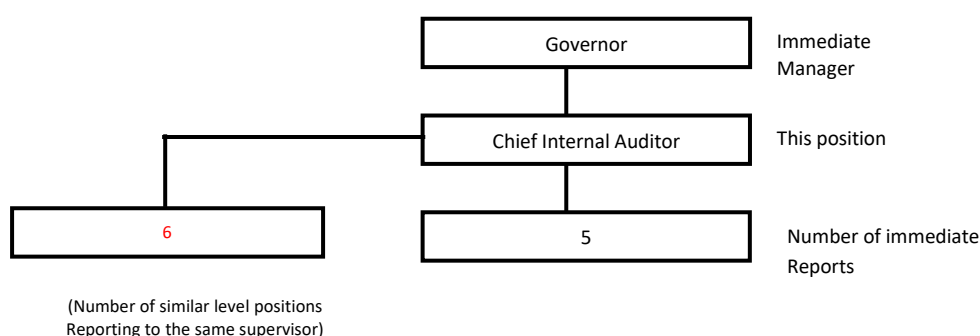 Governor
Immediate
Manager
Chief Internal Auditor
This position
6
5
Number of immediate
Reports
(Number of similar level positions
Reporting to the same supervisor)